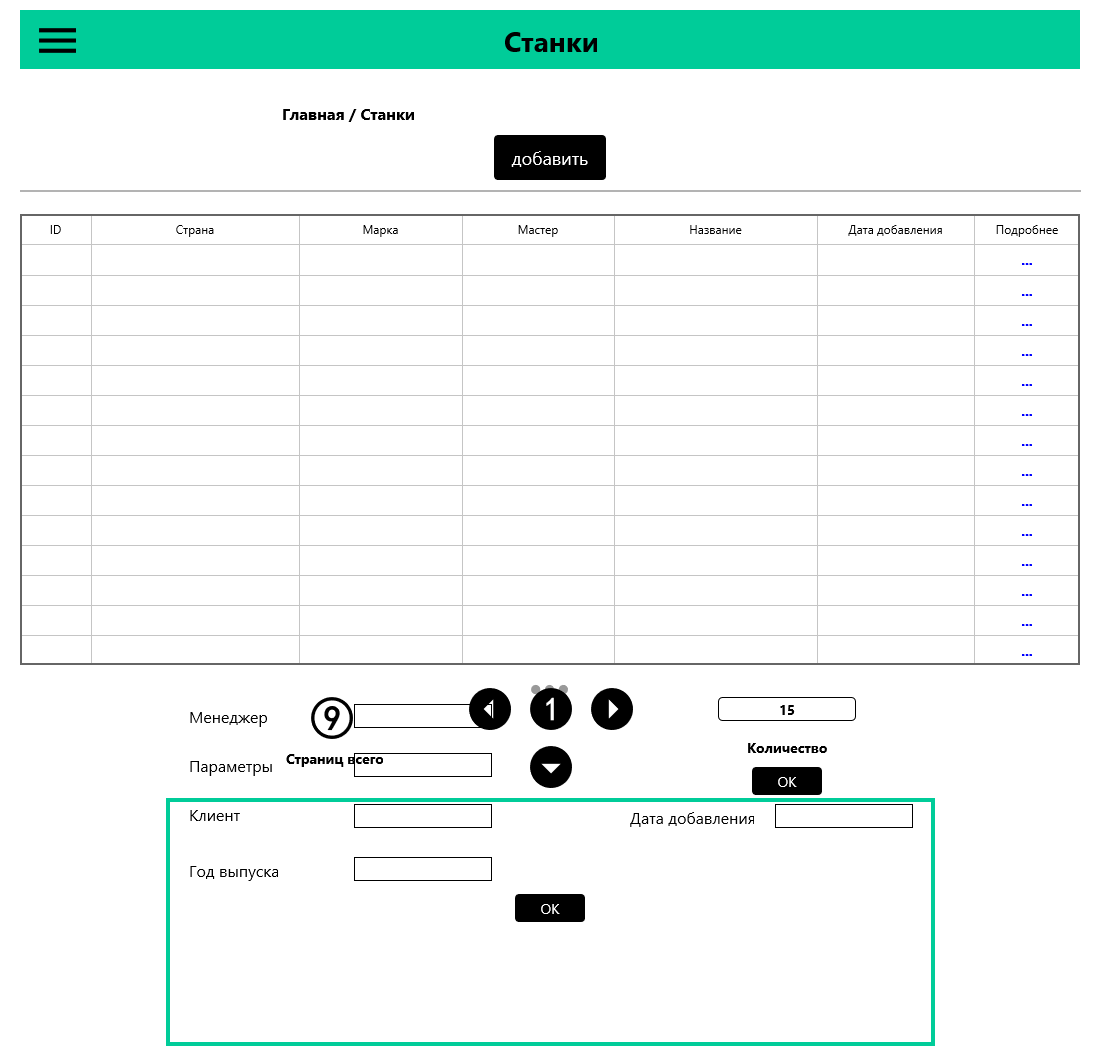 Станки
Главная / Станки
добавить
ID Страна Марка Мастер Название Дата добавления Подробнее
...
...
...
...
...
...
...
...
...
...
...
...
...
...
Менеджер 9 1 15
Параметры Страниц всего Количество
OK
Клиент Дата добавления
Год выпуска
OK